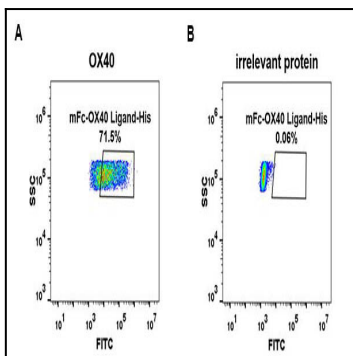 A
OX40
mFc-OX40 Ligand-His
71.5%
SSC
10^6
10^5
10^4
10^3
10^1
10^3
10^5
10^7
FITC
B
irrelevant protein
mFc-OX40 Ligand-His
0.06%
SSC
10^6
10^5
10^4
10^3
10^1
10^3
10^5
10^7
FITC